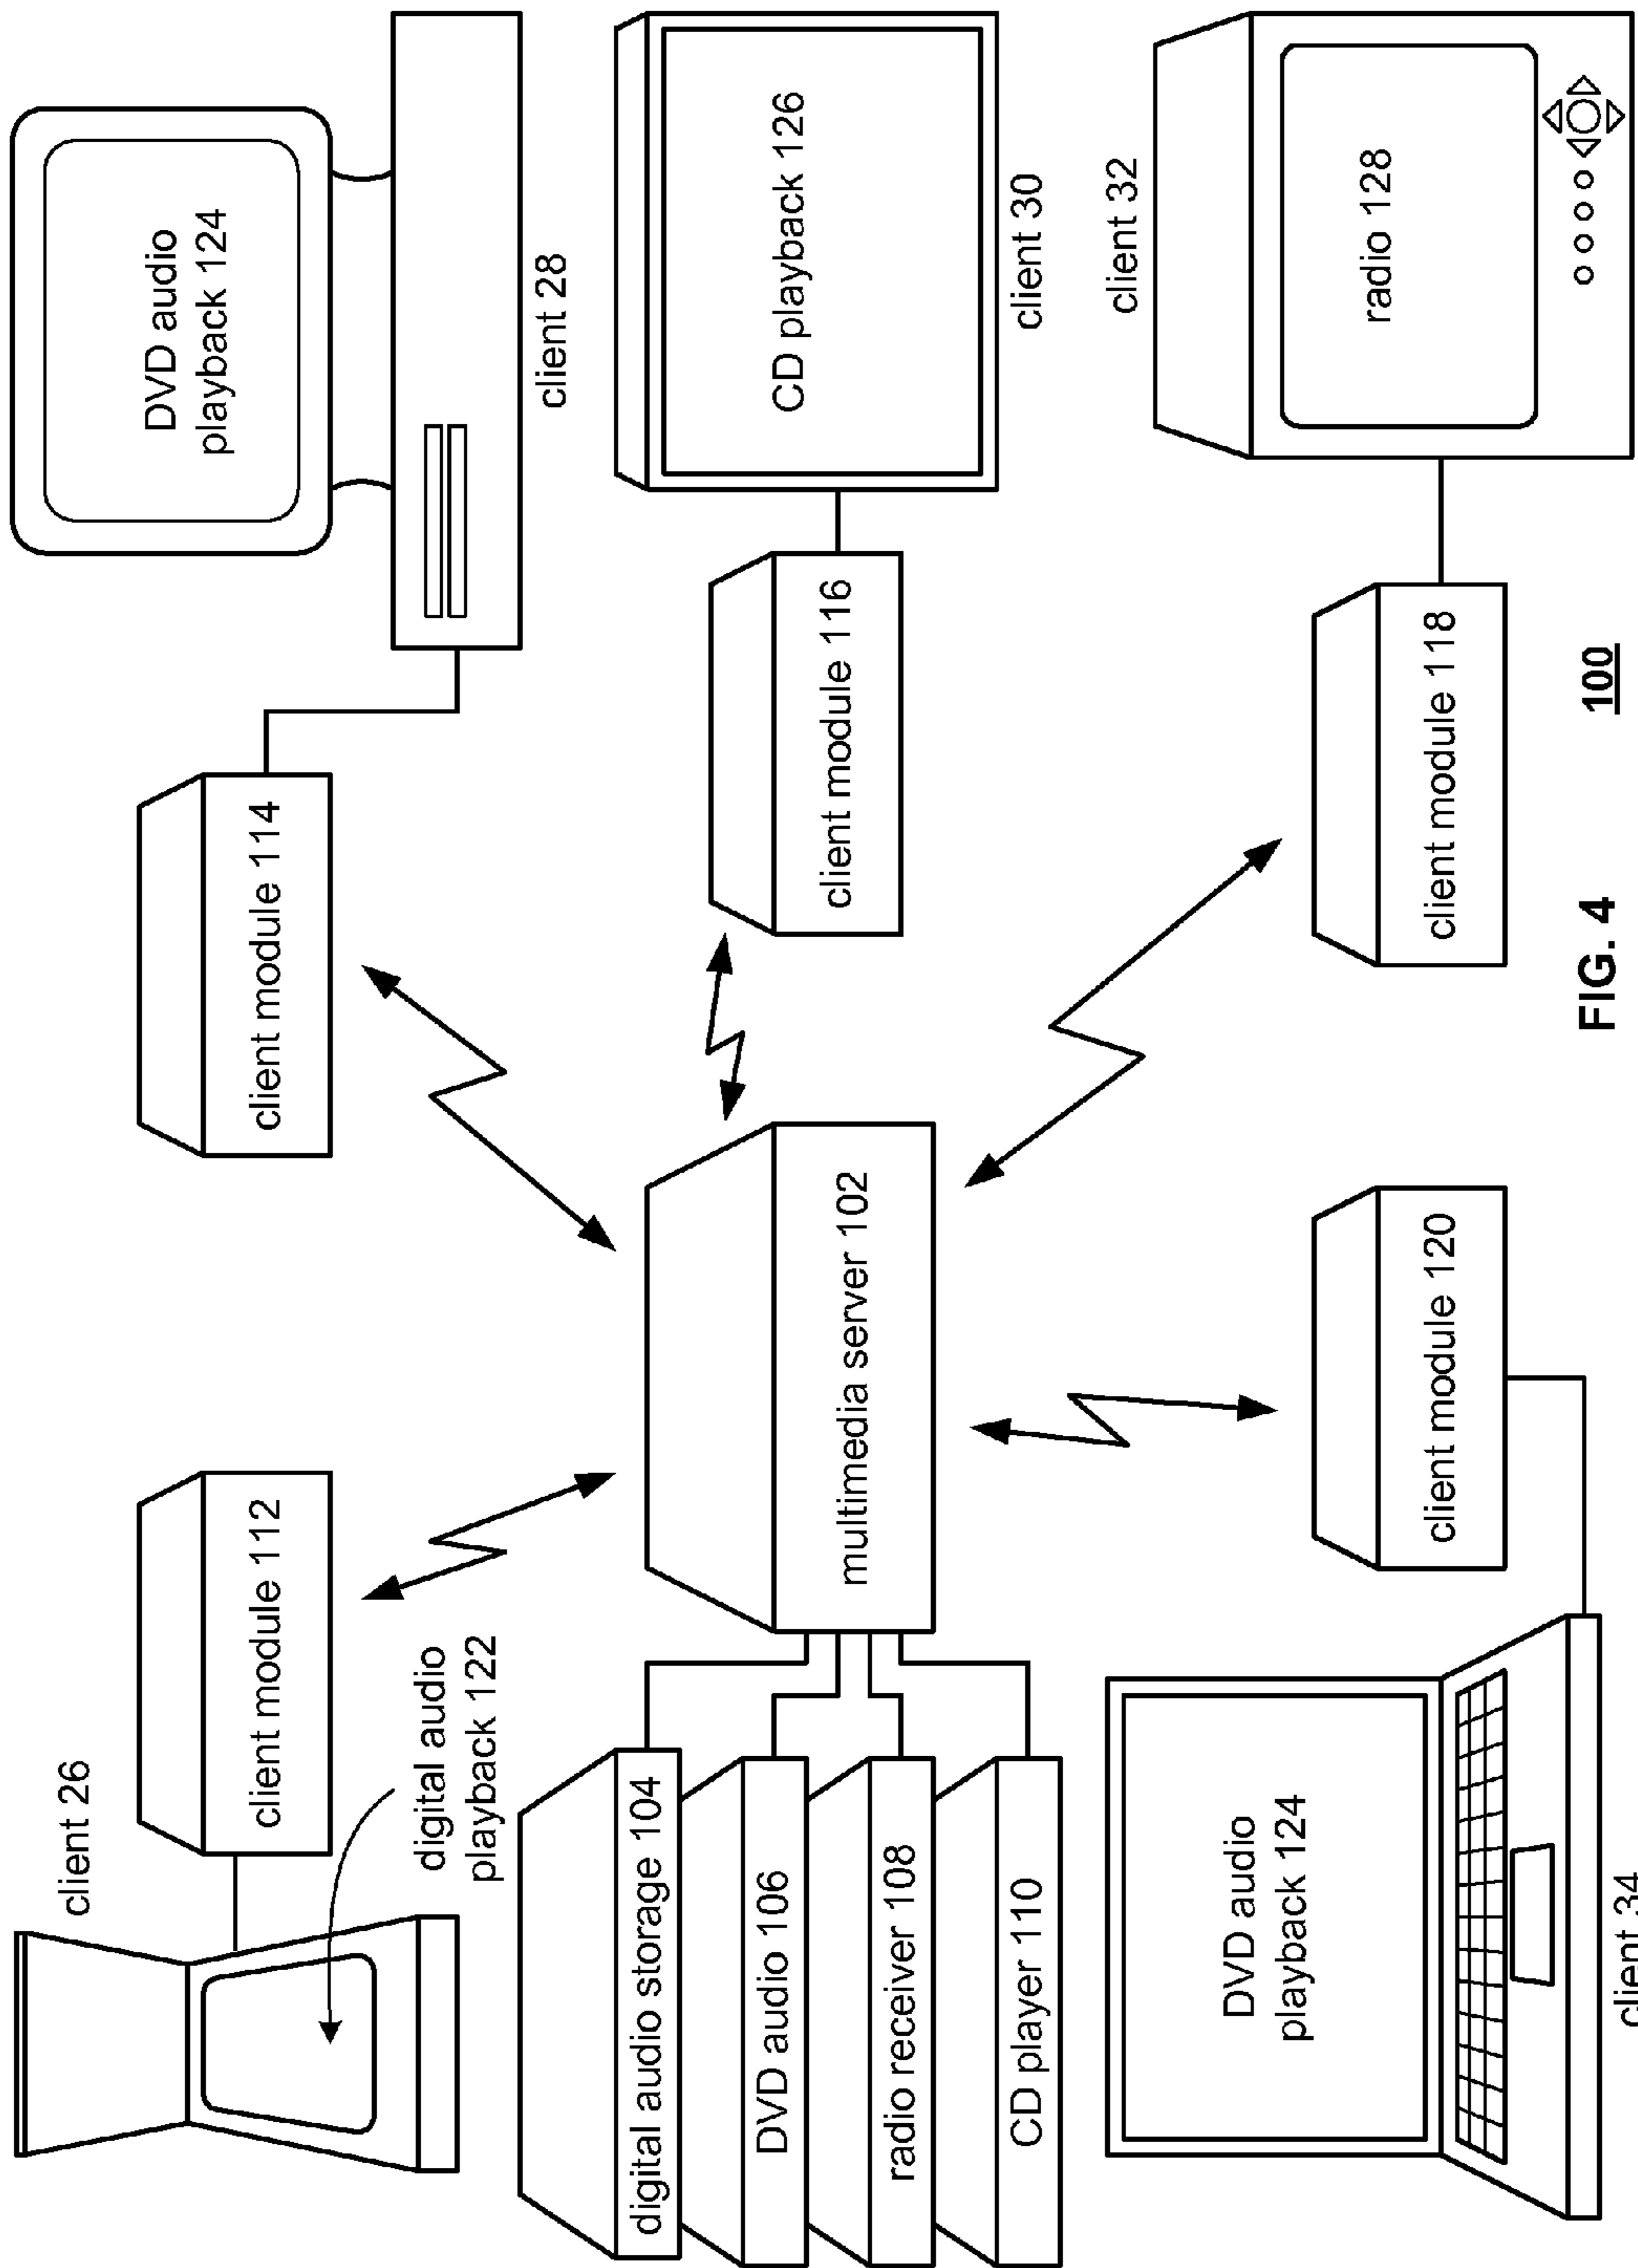 client 26
client module 112
digital audio
playback 122
client module 114
DVD audio
playback 124
client 28
digital audio storage 104
DVD audio 106
radio receiver 108
CD player 110
multimedia server 102
client module 116
CD playback 126
client 30
DVD audio
playback 124
client 34
client module 120
client module 118
client 32
radio 128
FIG. 4
100